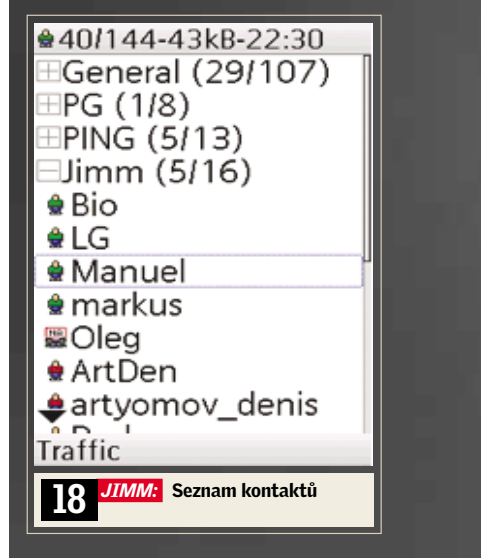 40/144-43kB-22:30
General (29/107)
PG (1/8)
PING (5/13)
Jimm (5/16)
Bio
LG
Manuel
markus
Oleg
ArtDen
artyomov_denis
Traffic
18 JIMM: Seznam kontaktů